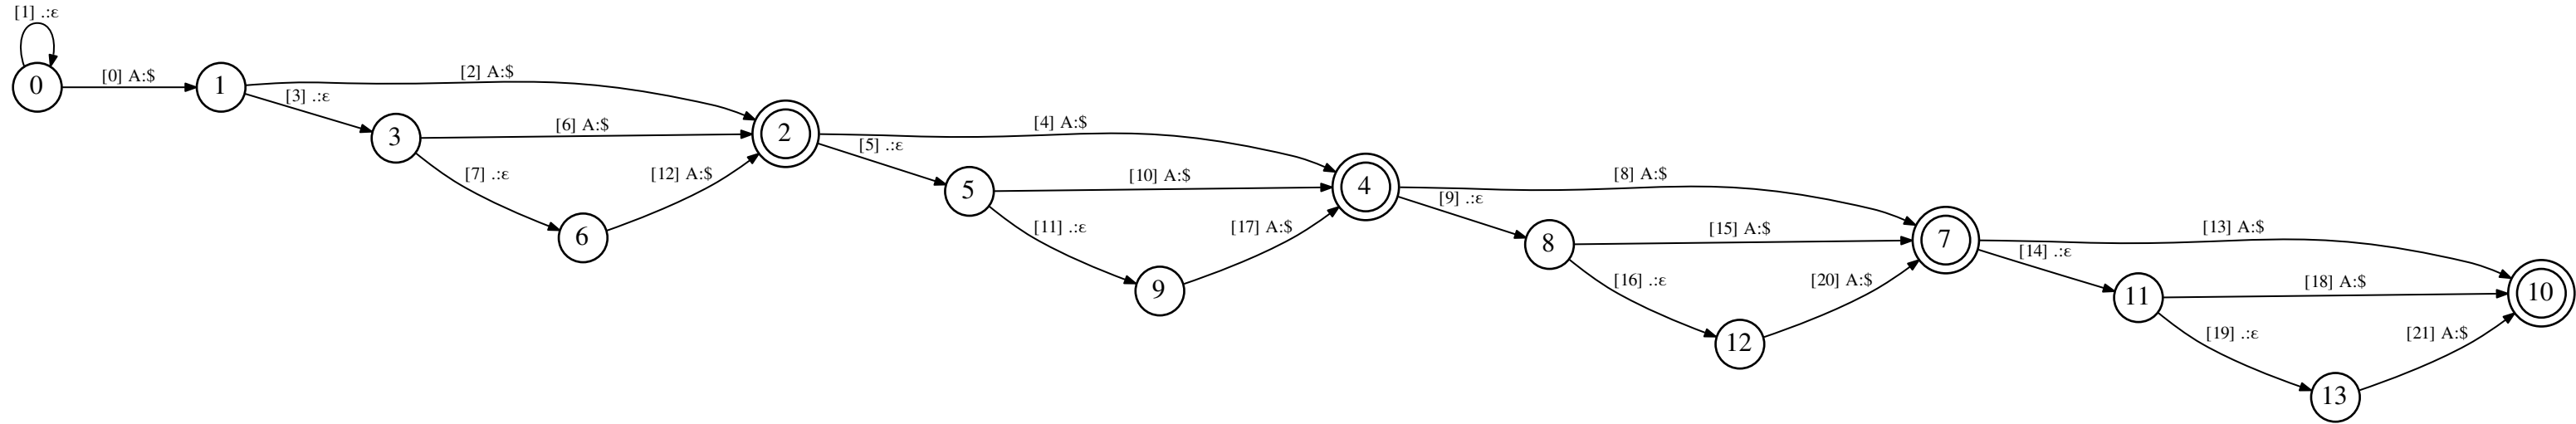 [1] .:ε
0
[0] A:$
1
[2] A:$
[3] .:ε
3
[6] A:$
[7] .:ε
6
[12] A:$
2
[4] A:$
[5] .:ε
5
[10] A:$
[11] .:ε
9
[17] A:$
4
[8] A:$
[9] .:ε
8
[15] A:$
[16] .:ε
12
[20] A:$
7
[13] A:$
[14] .:ε
11
[18] A:$
[19] .:ε
13
[21] A:$
10